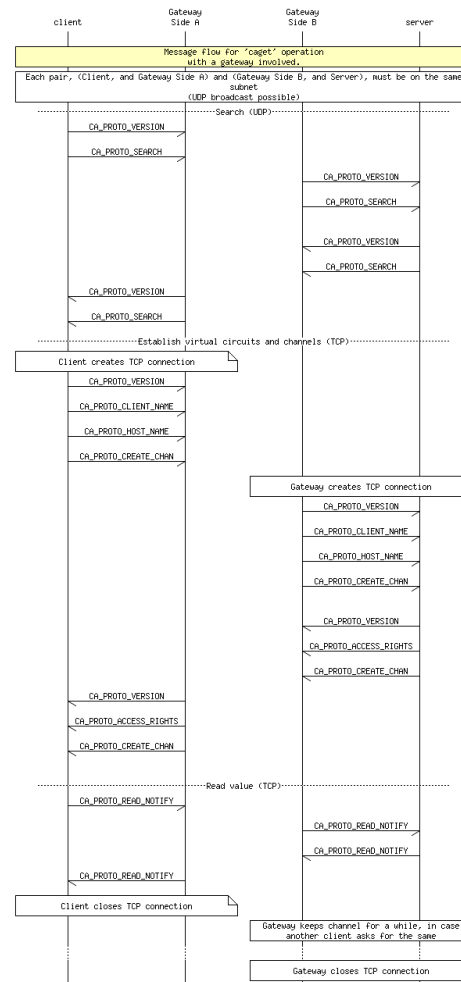 Gateway Gateway
client Side A Side B server
Message flow for 'caget' operation
with a gateway involved.
Each pair, (Client, and Gateway Side A) and (Gateway Side B, and Server), must be on the same
subnet
(UDP broadcast possible)
Search (UDP)
CA_PROTO_VERSION
CA_PROTO_SEARCH
CA_PROTO_VERSION
CA_PROTO_SEARCH
CA_PROTO_VERSION
CA_PROTO_SEARCH
CA_PROTO_VERSION
CA_PROTO_SEARCH
Establish virtual circuits and channels (TCP)
Client creates TCP connection
CA_PROTO_VERSION
CA_PROTO_CLIENT_NAME
CA_PROTO_HOST_NAME
CA_PROTO_CREATE_CHAN
Gateway creates TCP connection
CA_PROTO_VERSION
CA_PROTO_CLIENT_NAME
CA_PROTO_HOST_NAME
CA_PROTO_CREATE_CHAN
CA_PROTO_VERSION
CA_PROTO_ACCESS_RIGHTS
CA_PROTO_CREATE_CHAN
CA_PROTO_VERSION
CA_PROTO_ACCESS_RIGHTS
CA_PROTO_CREATE_CHAN
Read value (TCP)
CA_PROTO_READ_NOTIFY
CA_PROTO_READ_NOTIFY
CA_PROTO_READ_NOTIFY
CA_PROTO_READ_NOTIFY
Client closes TCP connection
Gateway keeps channel for a while, in case
another client asks for the same
Gateway closes TCP connection